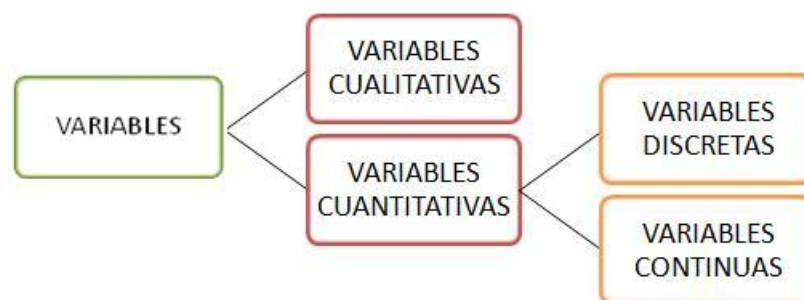 VARIABLES
VARIABLES
CUALITATIVAS
VARIABLES
CUANTITATIVAS
VARIABLES
DISCRETAS
VARIABLES
CONTINUAS